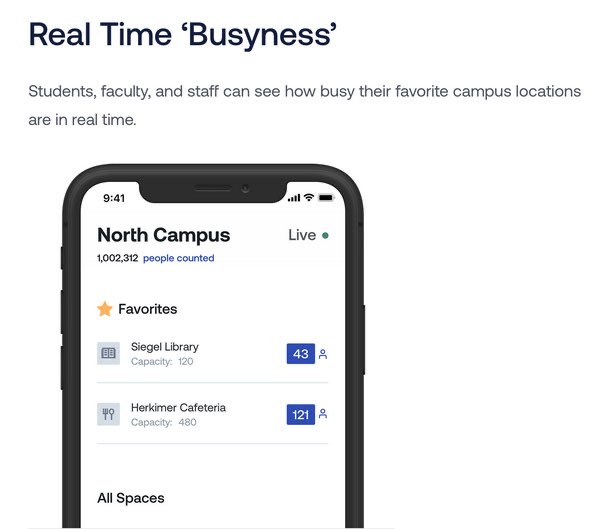 Real Time ‘Busyness’
Students, faculty, and staff can see how busy their favorite campus locations
are in real time.
9:41
North Campus
Live
1,002,312 people counted
Favorites
Siegel Library
Capacity: 120
43
Herkimer Cafeteria
Capacity: 480
121
All Spaces